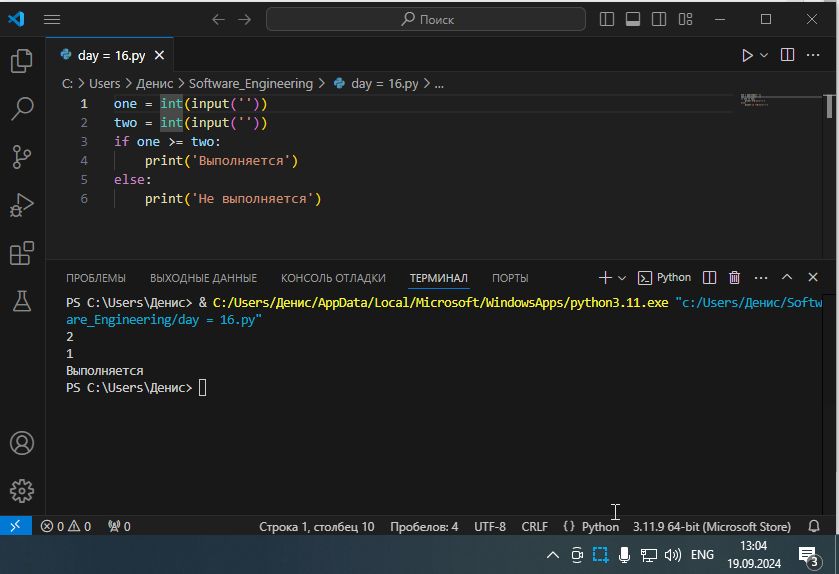 Поиск
day = 16.py
C: > Users > Денис > Software_Engineering > day = 16.py > ...
1 one = int(input(''))
2 two = int(input(''))
3 if one >= two:
4 print('Выполняется')
5 else:
6 print('Не выполняется')
ПРОБЛЕМЫ ВЫХОДНЫЕ ДАННЫЕ КОНСОЛЬ ОТЛАДКИ ТЕРМИНАЛ ПОРТЫ
Python
PS C:\Users\Денис> & C:/Users/Денис/AppData/Local/Microsoft/WindowsApps/python3.11.exe "c:/Users/Денис/Softw
are_Engineering/day = 16.py"
2
1
Выполняется
PS C:\Users\Денис>
0 0 0 Строка 1, столбец 10 Пробелов: 4 UTF-8 CRLF {} Python 3.11.9 64-bit (Microsoft Store)
ENG
13:04
19.09.2024
3